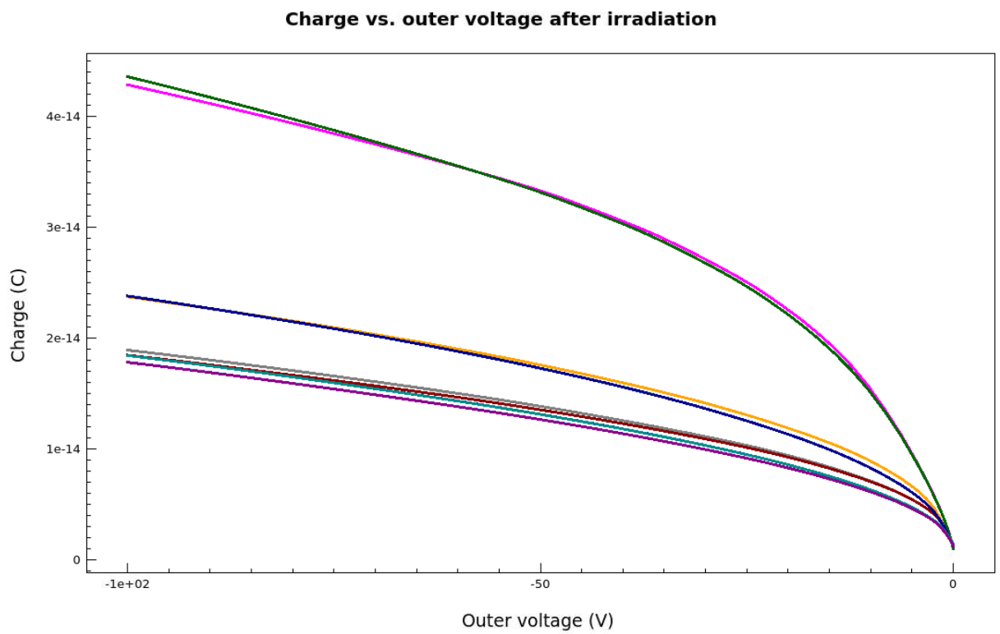 Charge vs. outer voltage after irradiation
4e-14
3e-14
Charge (C)
2e-14
1e-14
0
-1e+02
-50
0
Outer voltage (V)